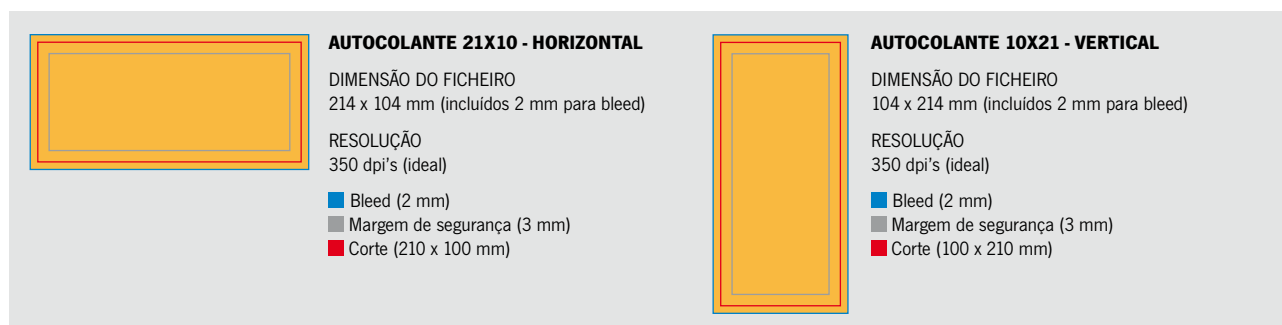 AUTOCOLANTE 21X10 - HORIZONTAL
DIMENSÃO DO FICHEIRO
214 x 104 mm (incluídos 2 mm para bleed)
RESOLUÇÃO
350 dpi's (ideal)
Bleed (2 mm)
Margem de segurança (3 mm)
Corte (210 x 100 mm)
AUTOCOLANTE 10X21 - VERTICAL
DIMENSÃO DO FICHEIRO
104 x 214 mm (incluídos 2 mm para bleed)
RESOLUÇÃO
350 dpi's (ideal)
Bleed (2 mm)
Margem de segurança (3 mm)
Corte (100 x 210 mm)